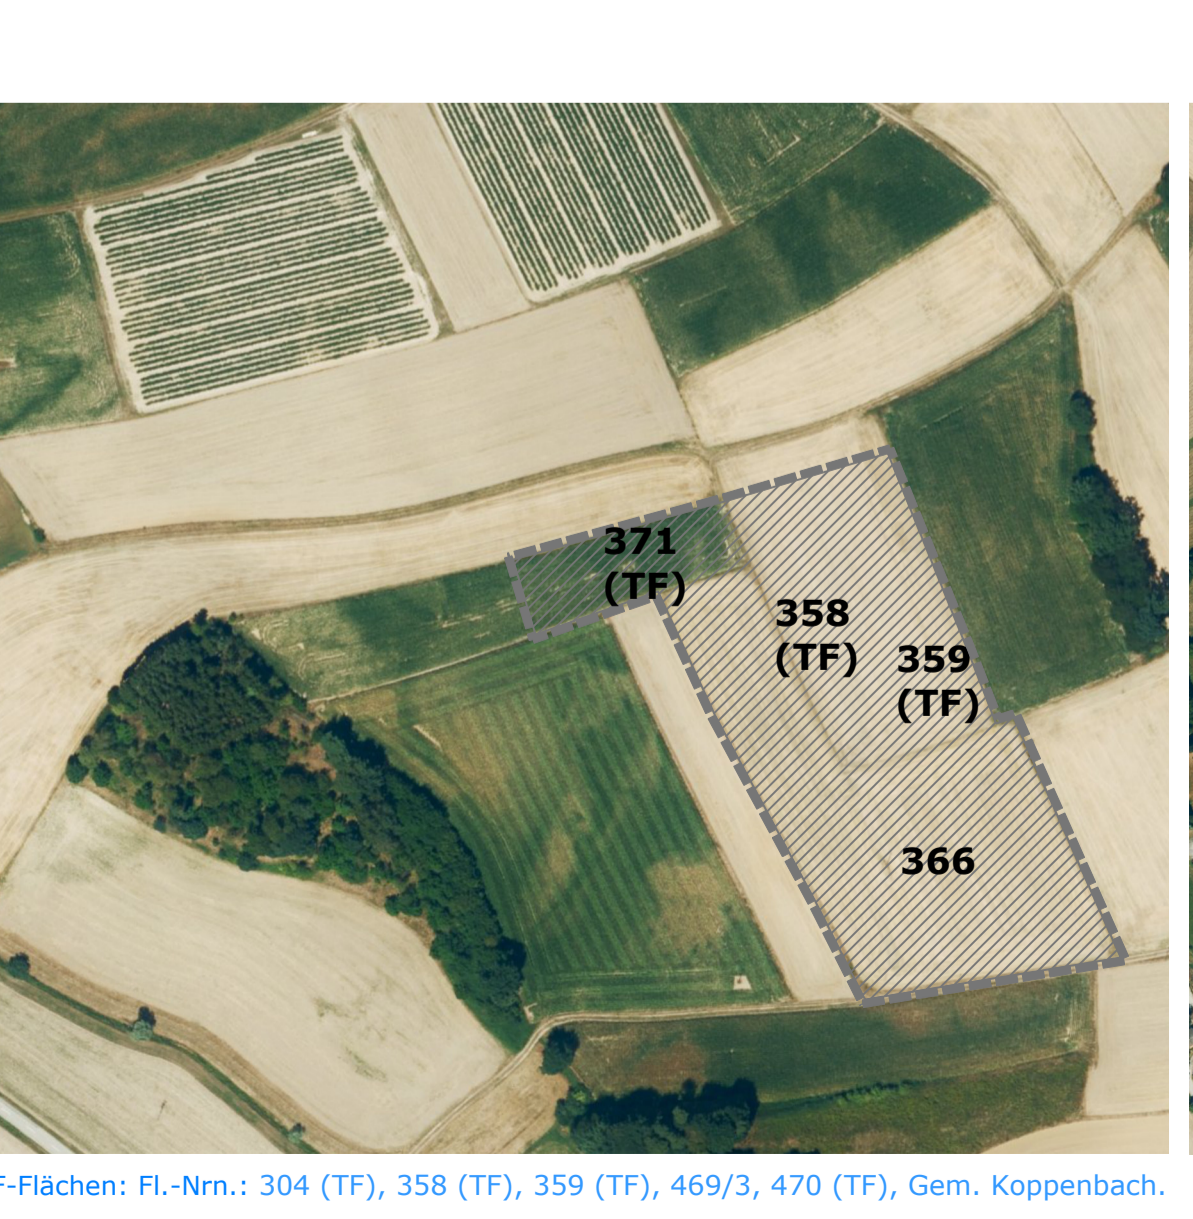 371
(TF)
358
(TF)
359
(TF)
366
F-Flächen: Fl.-Nrn.: 304 (TF), 358 (TF), 359 (TF), 469/3, 470 (TF), Gem. Koppenbach.